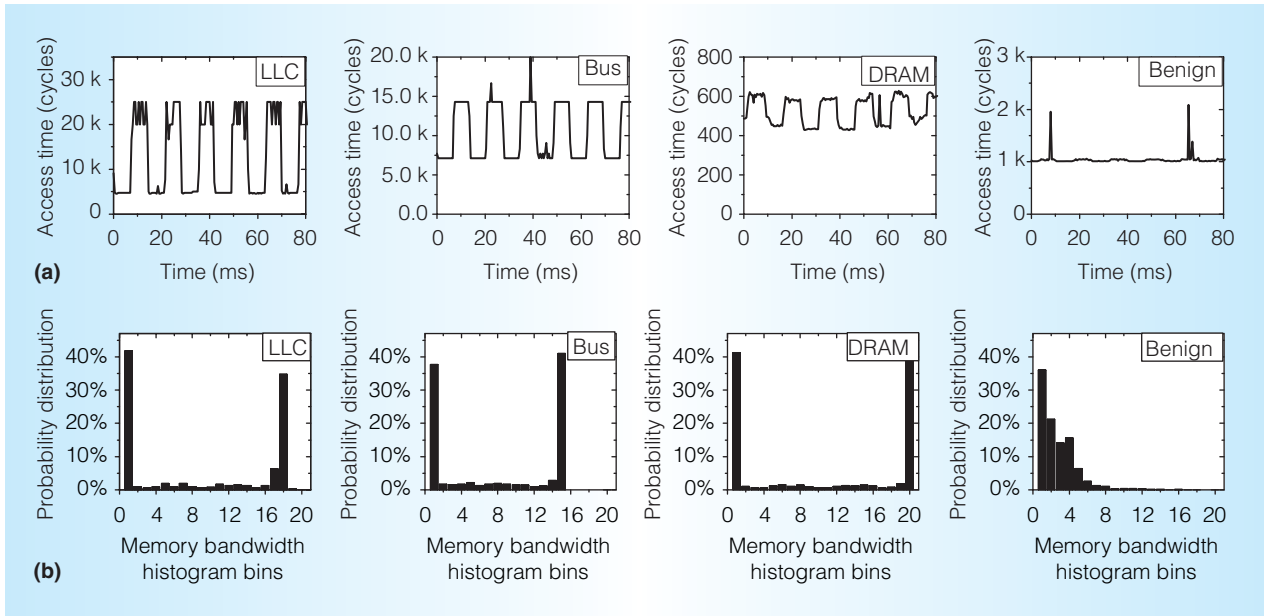 Access time (cycles)
30 k
20 k
10 k
0
LLC
0 20 40 60 80
Time (ms)
Access time (cycles)
20.0 k
15.0 k
10.0 k
5.0 k
0.0
Bus
0 20 40 60 80
Time (ms)
Access time (cycles)
800
600
400
200
0
DRAM
0 20 40 60 80
Time (ms)
Access time (cycles)
3 k
2 k
1 k
0
Benign
0 20 40 60 80
Time (ms)
(a)
Probability distribution
40%
30%
20%
10%
0%
LLC
0 4 8 12 16 20
Memory bandwidth
histogram bins
Probability distribution
40%
30%
20%
10%
0%
Bus
0 4 8 12 16 20
Memory bandwidth
histogram bins
Probability distribution
40%
30%
20%
10%
0%
DRAM
0 4 8 12 16 20
Memory bandwidth
histogram bins
Probability distribution
40%
30%
20%
10%
0%
Benign
0 4 8 12 16 20
Memory bandwidth
histogram bins
(b)